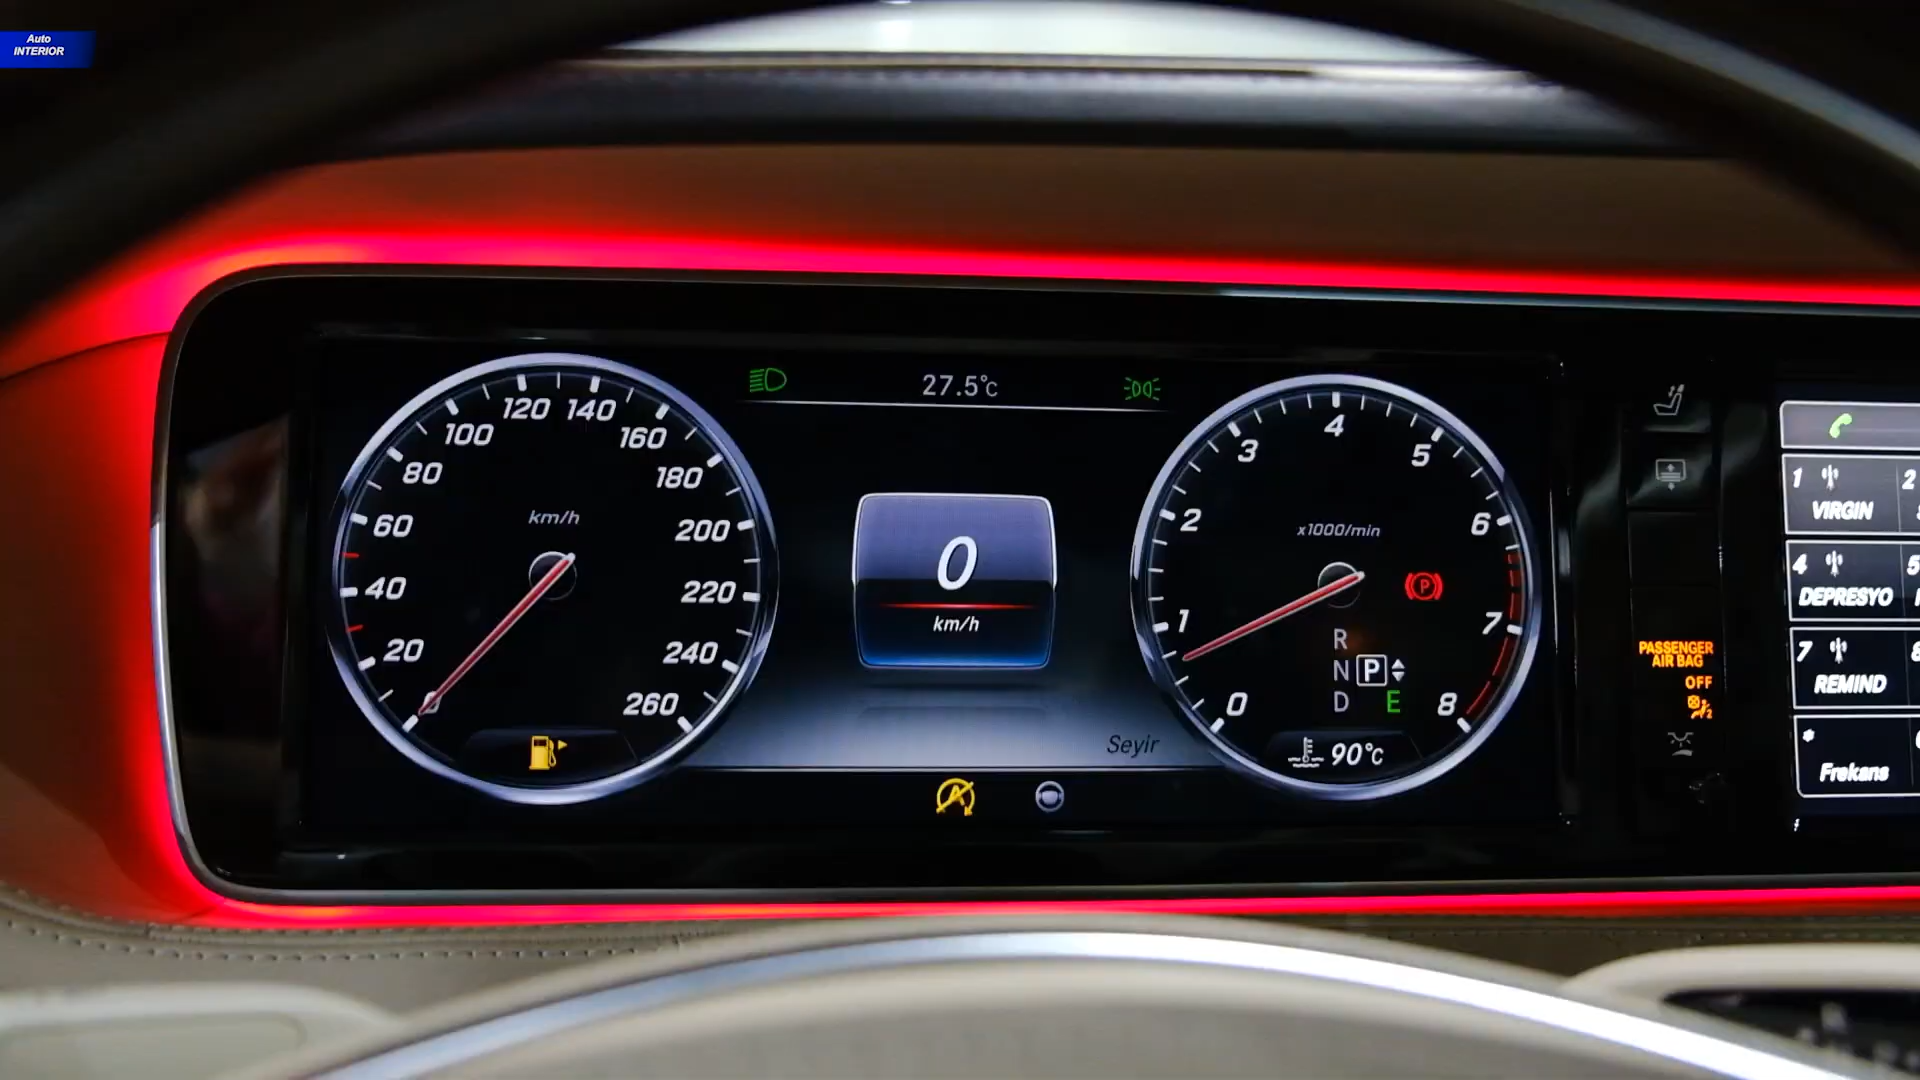 Auto
INTERIOR
27.5°C
120 140
100 160
80 180
60 km/h 200
40 220
20 240
0 260
0
km/h
Seyir
4
3 5
2 6
x1000/min
1 7
0 8
P
R
N P
D E
90°C
PASSENGER
AIR BAG
OFF
1 VIRGIN 2
4 DEPRESYO 5
7 REMIND 8
* Frekans